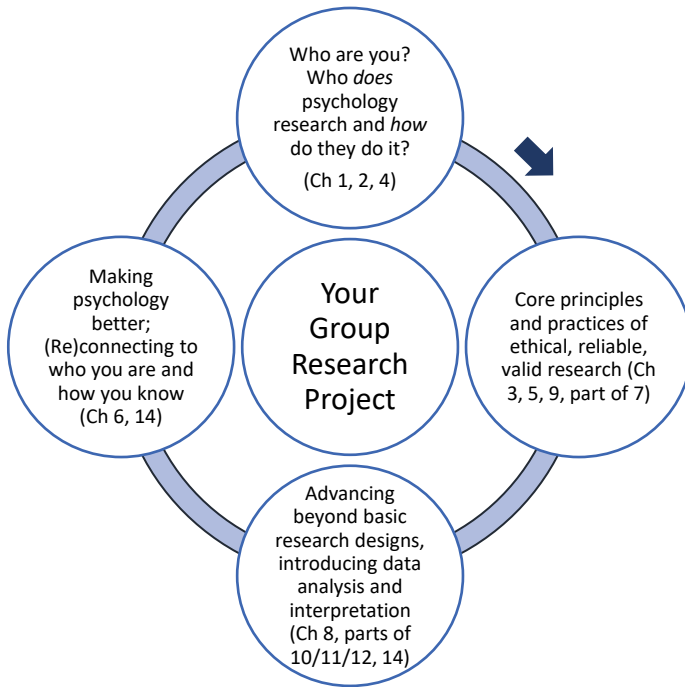 Who are you?
Who does
psychology
research and how
do they do it?
(Ch 1, 2, 4)
Core principles
and practices of
ethical, reliable,
valid research (Ch
3, 5, 9, part of 7)
Advancing
beyond basic
research designs,
introducing data
analysis and
interpretation
(Ch 8, parts of
10/11/12, 14)
Making
psychology
better;
(Re)connecting to
who you are and
how you know
(Ch 6, 14)
Your
Group
Research
Project